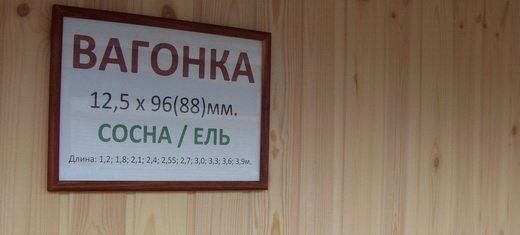 ВАГОНКА
12,5 х 96(88)мм.
СОСНА / ЕЛЬ
Длина: 1,2; 1,8; 2,1; 2,4; 2,55; 2,7; 3,0; 3,3; 3,6; 3,9м.